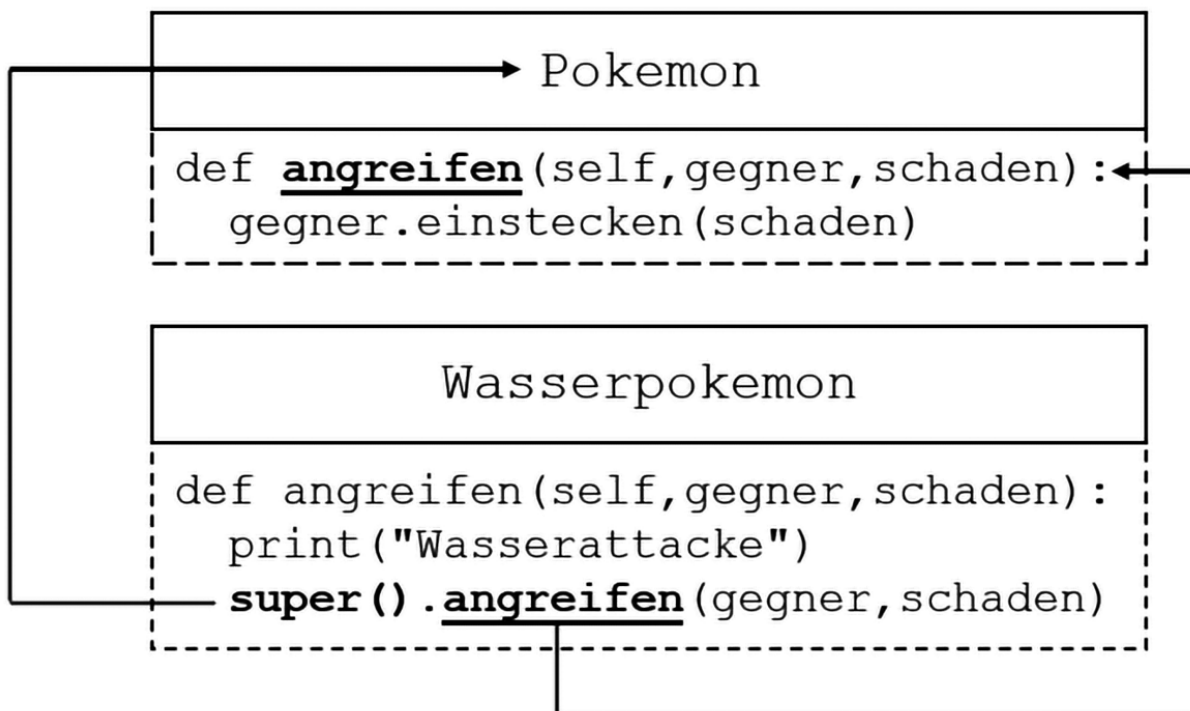 Pokemon
def angreifen(self,gegner,schaden):
gegner.einstecken(schaden)
Wasserpokemon
def angreifen(self,gegner,schaden):
print("Wasserattacke")
super().angreifen(gegner,schaden)